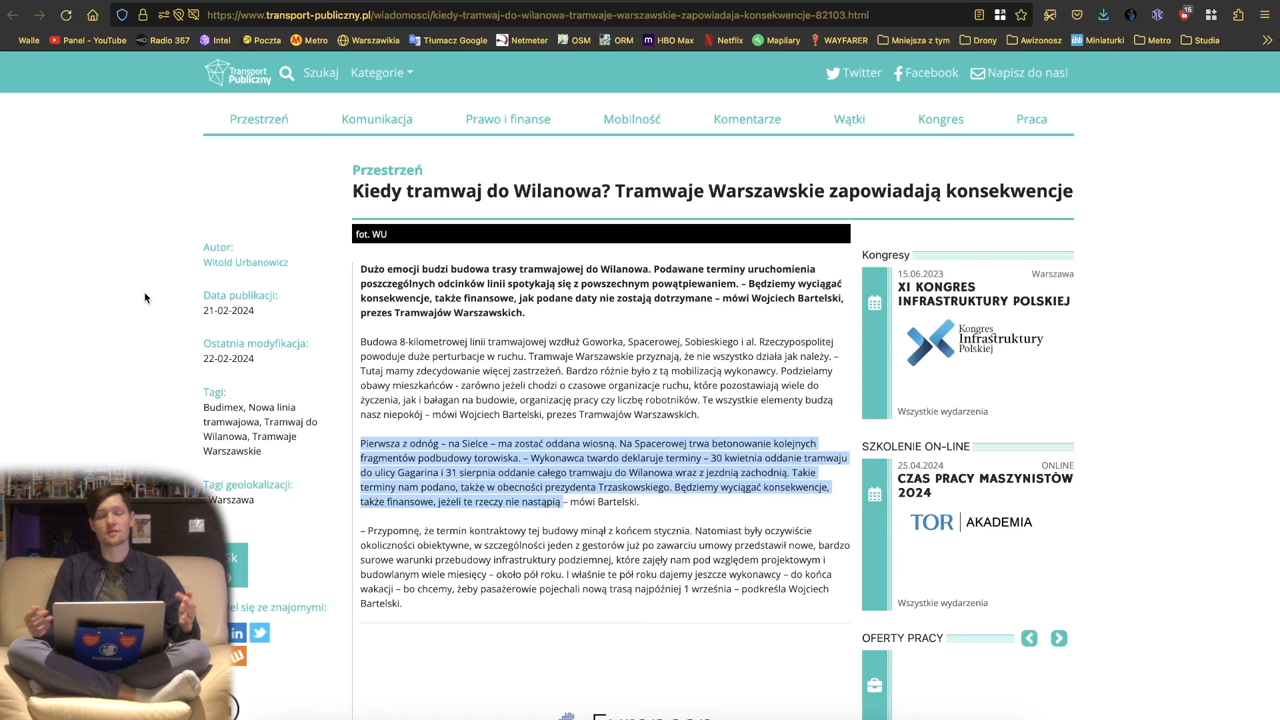 https://www.transport-publiczny.pl/wiadomosci/kiedy-tramwaj-do-wilanowa-tramwaje-warszawskie-zapowiadaja-konsekwencje-82103.html
15
Walle Panel - YouTube Radio 357 Intel Poczta Metro Warszawikia Tłumacz Google Netmeter OSM ORM HBO Max Netflix Mapilary WAYFARER Mniejsza z tym Drony Awizonosz Miniaturki Metro Studia
Transport Publiczny Szukaj Kategorie Twitter Facebook Napisz do nas!
Przestrzeń Komunikacja Prawo i finanse Mobilność Komentarze Wątki Kongres Praca
Przestrzeń
Kiedy tramwaj do Wilanowa? Tramwaje Warszawskie zapowiadają konsekwencje
fot. WU
Autor:
Witold Urbanowicz
Data publikacji:
21-02-2024
Ostatnia modyfikacja:
22-02-2024
Tagi:
Budimex, Nowa linia
tramwajowa, Tramwaj do
Wilanowa, Tramwaje
Warszawskie
Tagi geolokalizacji:
Warszawa
się ze znajomymi:
Dużo emocji budzi budowa trasy tramwajowej do Wilanowa. Podawane terminy uruchomienia
poszczególnych odcinków linii spotykają się z powszechnym powątpiewaniem. – Będziemy wyciągać
konsekwencje, także finansowe, jak podane daty nie zostają dotrzymane – mówi Wojciech Bartelski,
prezes Tramwajów Warszawskich.
Budowa 8-kilometrowej linii tramwajowej wzdłuż Goworka, Spacerowej, Sobieskiego i al. Rzeczypospolitej
powoduje duże perturbacje w ruchu. Tramwaje Warszawskie przyznają, że nie wszystko działa jak należy. –
Tutaj mamy zdecydowanie więcej zastrzeżeń. Bardzo różnie było z tą mobilizacją wykonawcy. Podzielamy
obawy mieszkańców - zarówno jeżeli chodzi o czasowe organizacje ruchu, które pozostawiają wiele do
życzenia, jak i bałagan na budowie, organizację pracy czy liczbę robotników. Te wszystkie elementy budzą
nasz niepokój – mówi Wojciech Bartelski, prezes Tramwajów Warszawskich.
Pierwsza z odnóg – na Sielce – ma zostać oddana wiosną. Na Spacerowej trwa betonowanie kolejnych
fragmentów podbudowy torowiska. – Wykonawca twardo deklaruje terminy – 30 kwietnia oddanie tramwaju
do ulicy Gagarina i 31 sierpnia oddanie całego tramwaju do Wilanowa wraz z jezdnią zachodnią. Takie
terminy nam podano, także w obecności prezydenta Trzaskowskiego. Będziemy wyciągać konsekwencje,
także finansowe, jeżeli te rzeczy nie nastąpią – mówi Bartelski.
– Przypomnę, że termin kontraktowy tej budowy minął z końcem stycznia. Natomiast były oczywiście
okoliczności obiektywne, w szczególności jeden z gestorów już po zawarciu umowy przedstawił nowe, bardzo
surowe warunki przebudowy infrastruktury podziemnej, które zajęły nam pod względem projektowym i
budowlanym wiele miesięcy – około pół roku. I właśnie te pół roku dajemy jeszcze wykonawcy – do końca
wakacji – bo chcemy, żeby pasażerowie pojechali nową trasą najpóźniej 1 września – podkreśla Wojciech
Bartelski.
Kongresy
15.06.2023 Warszawa
XI KONGRES
INFRASTRUKTURY POLSKIEJ
Kongres
Infrastruktury
Polskiej
Wszystkie wydarzenia
SZKOLENIE ON-LINE
25.04.2024 ONLINE
CZAS PRACY MASZYNISTÓW
2024
TOR AKADEMIA
Wszystkie wydarzenia
OFERTY PRACY